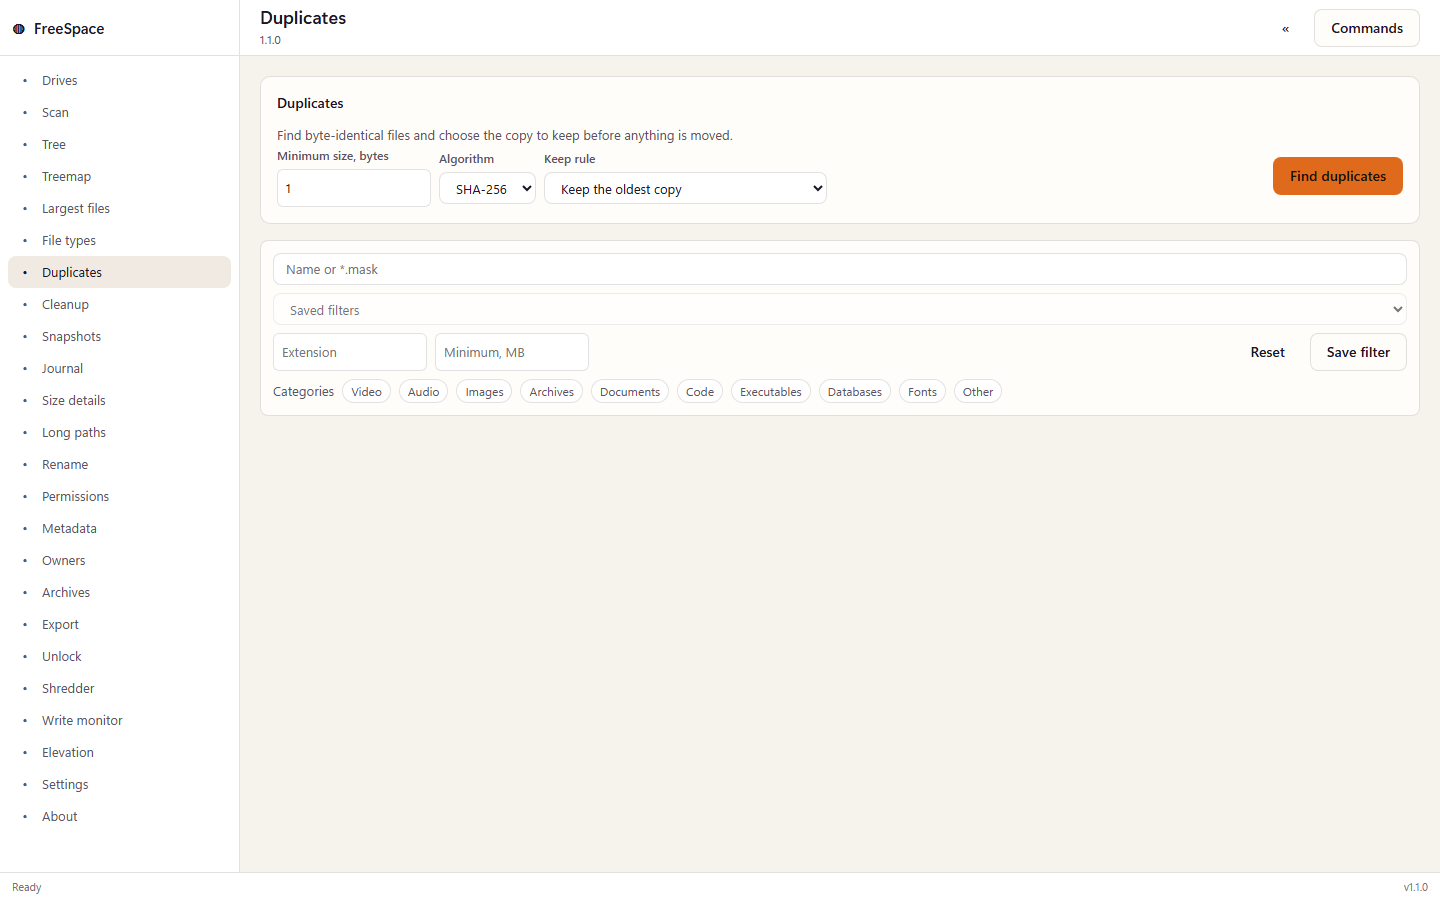 FreeSpace
Duplicates
1.1.0
«
Commands
Drives
Scan
Tree
Treemap
Largest files
File types
Duplicates
Cleanup
Snapshots
Journal
Size details
Long paths
Rename
Permissions
Metadata
Owners
Archives
Export
Unlock
Shredder
Write monitor
Elevation
Settings
About
Duplicates
Find byte-identical files and choose the copy to keep before anything is moved.
Minimum size, bytes Algorithm Keep rule
1 SHA-256 Keep the oldest copy Find duplicates
Name or *.mask
Saved filters
Extension Minimum, MB Reset Save filter
Categories Video Audio Images Archives Documents Code Executables Databases Fonts Other
Ready v1.1.0